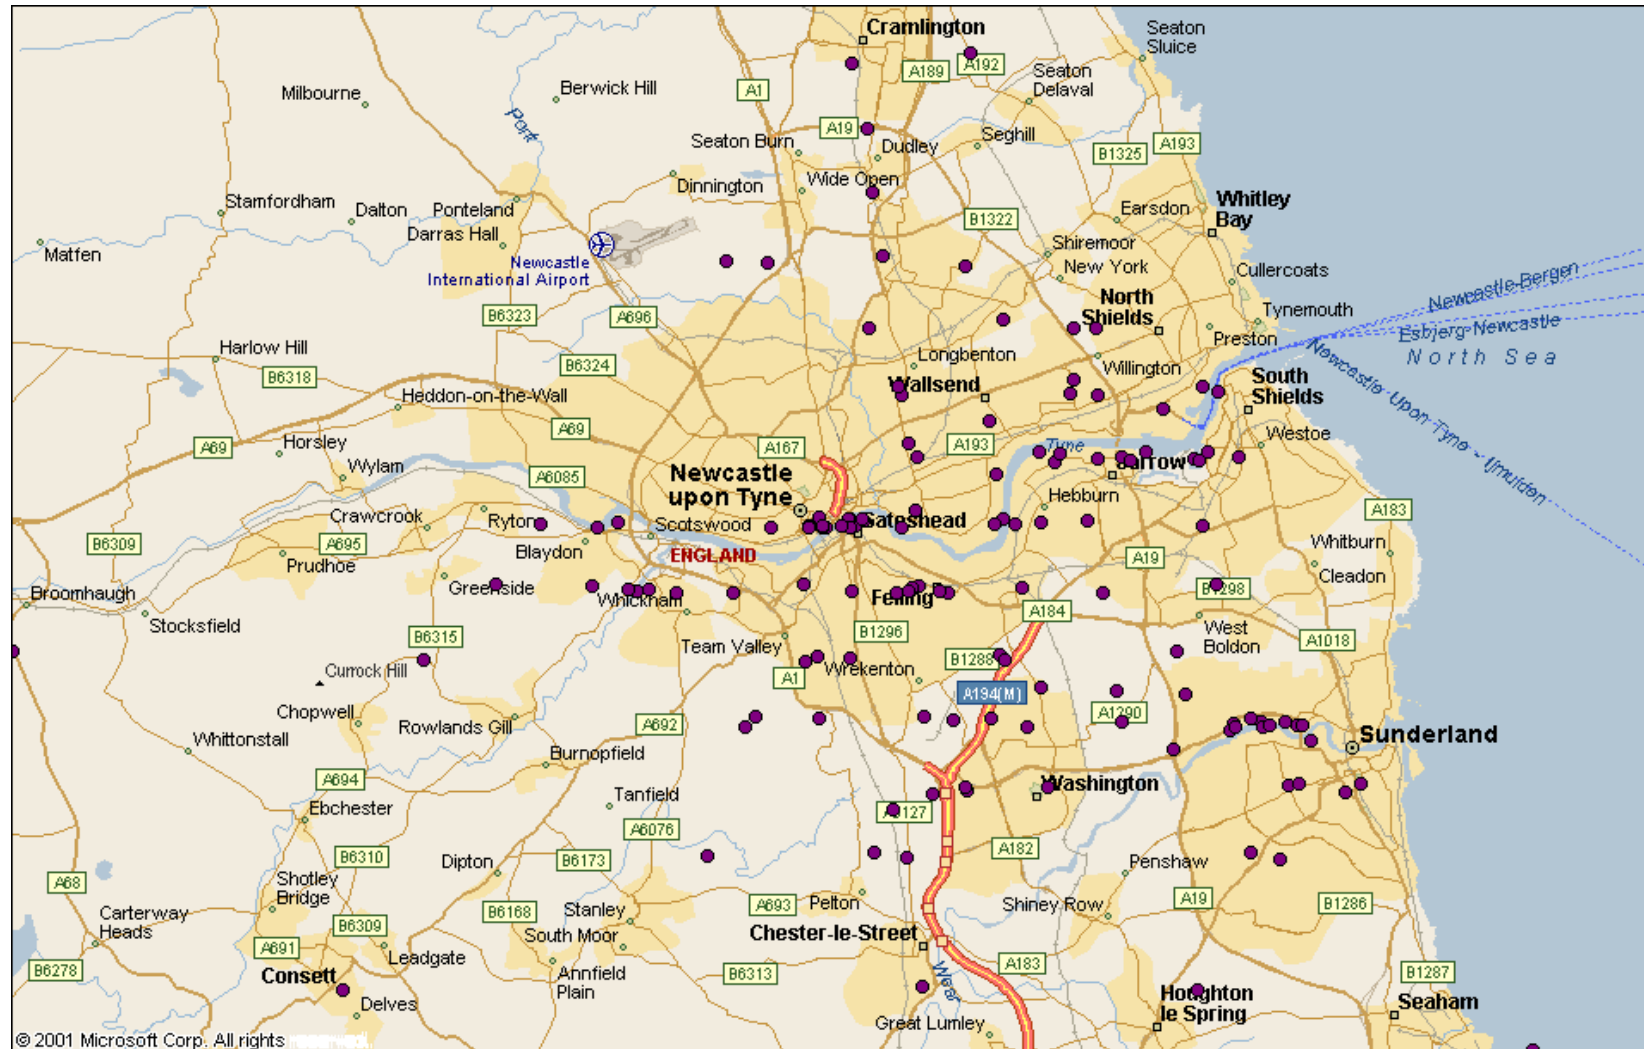 Cramlington
Seaton
Sluice
A189
A192
Seaton
Delaval
A1
Milbourne
Berwick Hill
Pont
A19
Seaton Burn
Dudley
Seghill
B1325
A193
Dinnington
Wide Open
Stamfordham
Dalton
Ponteland
Darras Hall
B1322
Earsdon
Whitley
Bay
Matfen
Newcastle
International Airport
Shiremoor
New York
Cullercoats
Newcastle-Bergen
B6323
A696
North
Shields
Tynemouth
Esbjerg-Newcastle
Preston
North Sea
Harlow Hill
B6318
B6324
Longbenton
Willington
Newcastle Upon Tyne - Ijmuiden
Wallsend
South
Shields
Heddon-on-the-Wall
A69
A69
Horsley
A167
A193
Tyne
Westoe
Wylam
A6085
Newcastle
upon Tyne
Jarrow
Hebburn
A183
Crawcrook
Ryton
Scotswood
Gateshead
B6309
A695
Blaydon
ENGLAND
A19
Whitburn
Prudhoe
Greenside
Cleadon
Broomhaugh
Whickham
Felling
B1298
Stocksfield
A184
B6315
Team Valley
B1296
West
Boldon
A1018
Currock Hill
Wrekenton
B1288
A1
A194(M)
Chopwell
Rowlands Gill
A692
A1290
Whittonstall
Burnopfield
Sunderland
A694
Tanfield
Washington
Ebchester
A6076
B6310
Dipton
B6173
A182
Penshaw
A68
Shotley
Bridge
Carterway
Heads
B6309
B6168
Stanley
A693
Pelton
Shiney Row
A19
B1286
A691
South Moor
Chester-le-Street
Leadgate
B6278
Consett
Annfield
Plain
B6313
A183
B1287
Delves
Wear
Houghton
le Spring
Seaham
Great Lumley
© 2001 Microsoft Corp. All rights reserved.